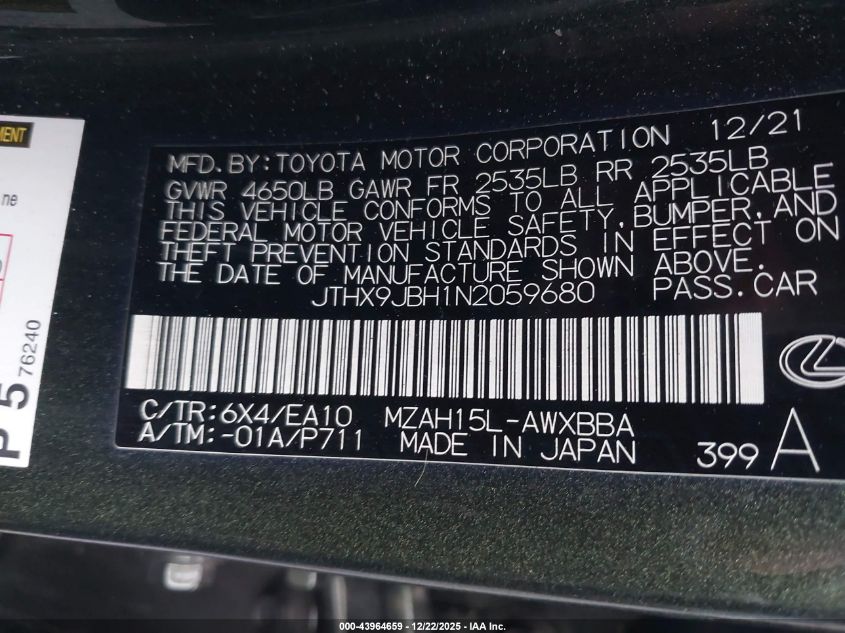 MENT
ne
P 5 76240
MFD.BY:TOYOTA MOTOR CORPORATION 12/21
GVWR 4650LB GAWR FR 2535LB RR 2535LB
THIS VEHICLE CONFORMS TO ALL APPLICABLE
FEDERAL MOTOR VEHICLE SAFETY,BUMPER,AND
THEFT PREVENTION STANDARDS IN EFFECT ON
THE DATE OF MANUFACTURE SHOWN ABOVE.
JTHX9JBH1N2059680 PASS.CAR
C/TR:6X4/EA10 MZAH15L-AWXBBA
A/TM:-01A/P711 MADE IN JAPAN 399 A
000-43964659 - 12/22/2025 - IAA Inc.